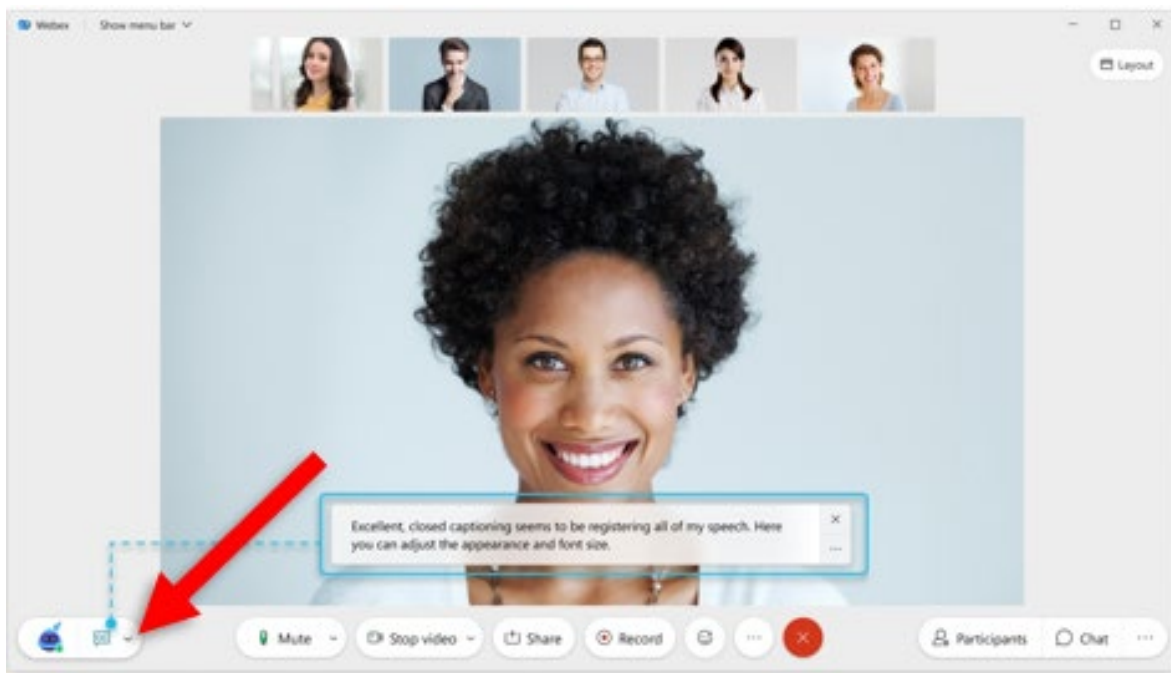 Webex Show menu bar
Layout
Excellent, closed captioning seems to be registering all of my speech. Here
you can adjust the appearance and font size.
Mute Stop video Share Record Participants Chat